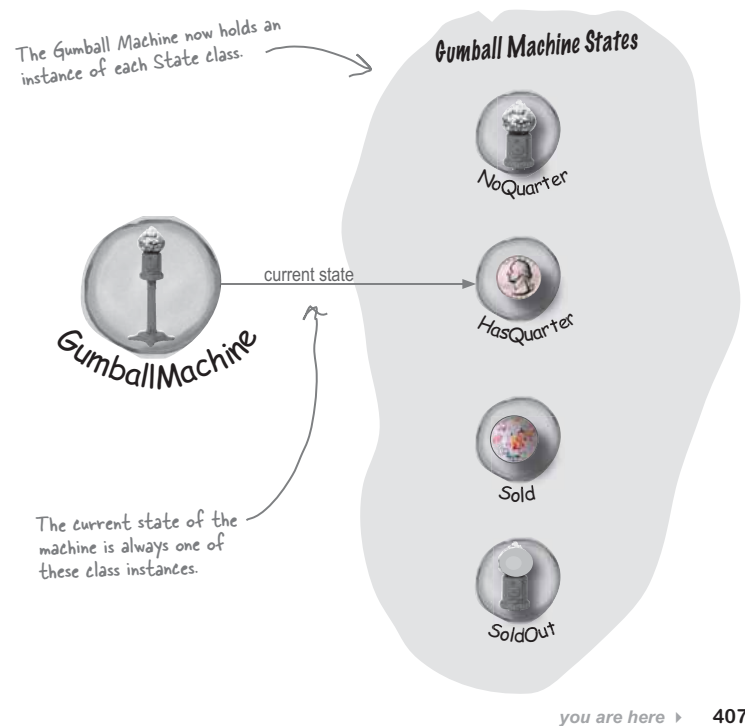 The Gumball Machine now holds an
instance of each State class.
Gumball Machine States
NoQuarter
current state
HasQuarter
GumballMachine
Sold
The current state of the
machine is always one of
these class instances.
SoldOut
you are here ▸ 407